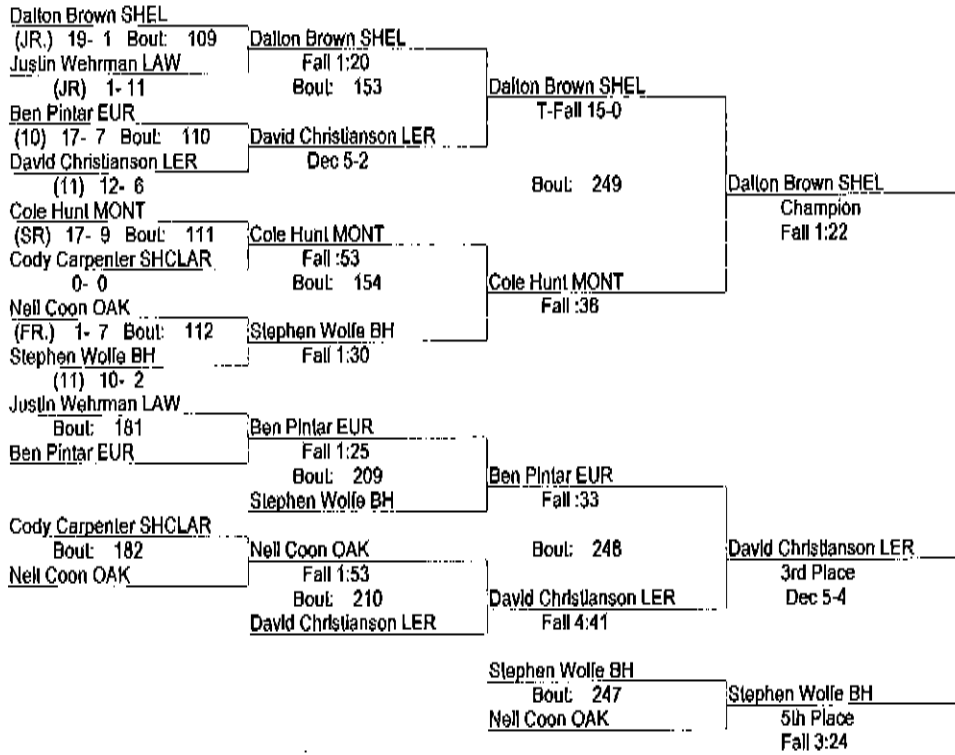 Dalton Brown SHEL
(JR.) 19- 1 Bout: 109
Justin Wehrman LAW
(JR) 1- 11
Ben Pintar EUR
(10) 17- 7 Bout: 110
David Christianson LER
(11) 12- 6
Cole Hunt MONT
(SR) 17- 9 Bout: 111
Cody Carpenter SHCLAR
0- 0
Neil Coon OAK
(FR.) 1- 7 Bout: 112
Stephen Wolfe BH
(11) 10- 2
Dalton Brown SHEL
Fall 1:20
Bout: 153
David Christianson LER
Dec 5-2
Cole Hunt MONT
Fall :53
Bout: 154
Stephen Wolfe BH
Fall 1:30
Dalton Brown SHEL
T-Fall 15-0
Bout: 249
Cole Hunt MONT
Fall :38
Dalton Brown SHEL
Champion
Fall 1:22
Justin Wehrman LAW
Bout: 181
Ben Pintar EUR
Cody Carpenter SHCLAR
Bout: 182
Neil Coon OAK
Ben Pintar EUR
Fall 1:25
Bout: 209
Stephen Wolfe BH
Neil Coon OAK
Fall 1:53
Bout: 210
David Christianson LER
Ben Pintar EUR
Fall :33
Bout: 248
David Christianson LER
Fall 4:41
David Christianson LER
3rd Place
Dec 5-4
Stephen Wolfe BH
Bout: 247
Neil Coon OAK
Stephen Wolfe BH
5th Place
Fall 3:24